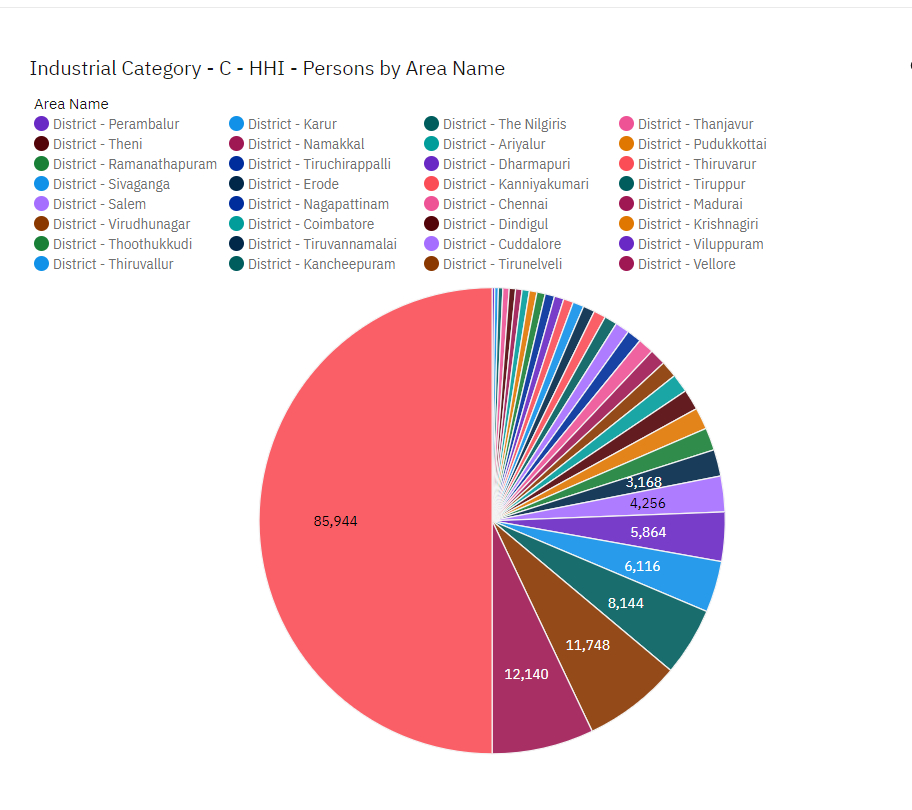 Industrial Category - C - HHI - Persons by Area Name
Area Name
District - Perambalur District - Karur District - The Nilgiris District - Thanjavur
District - Theni District - Namakkal District - Ariyalur District - Pudukkottai
District - Ramanathapuram District - Tiruchirappalli District - Dharmapuri District - Thiruvarur
District - Sivaganga District - Erode District - Kanniyakumari District - Tiruppur
District - Salem District - Nagapattinam District - Chennai District - Madurai
District - Virudhunagar District - Coimbatore District - Dindigul District - Krishnagiri
District - Thoothukkudi District - Tiruvannamalai District - Cuddalore District - Viluppuram
District - Thiruvallur District - Kancheepuram District - Tirunelveli District - Vellore
3,168
4,256
85,944
5,864
6,116
8,144
11,748
12,140